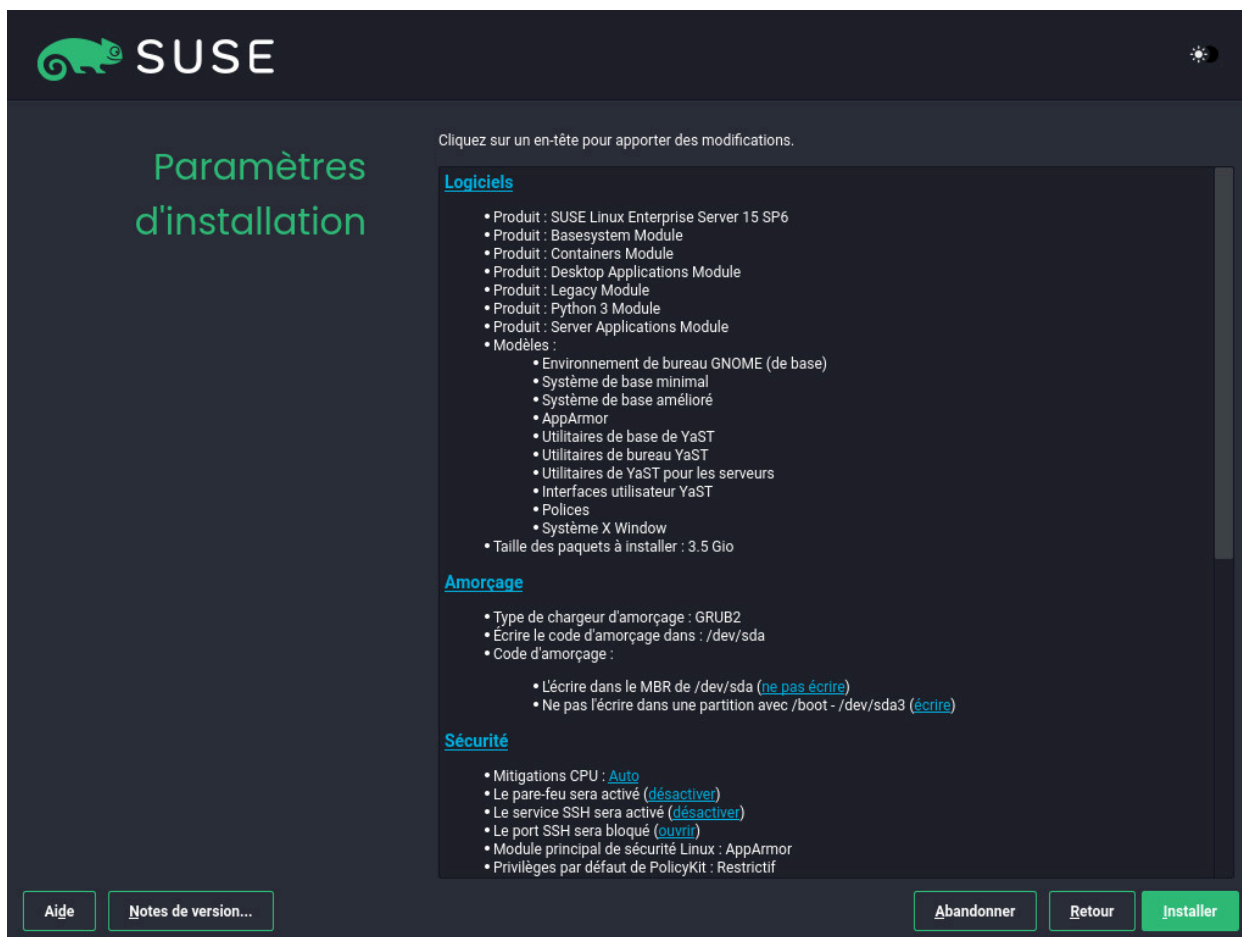 SUSE
Paramètres
d'installation
Cliquez sur un en-tête pour apporter des modifications.
Logiciels
• Produit : SUSE Linux Enterprise Server 15 SP6
• Produit : Basesystem Module
• Produit : Containers Module
• Produit : Desktop Applications Module
• Produit : Legacy Module
• Produit : Python 3 Module
• Produit : Server Applications Module
• Modèles :
• Environnement de bureau GNOME (de base)
• Système de base minimal
• Système de base amélioré
• AppArmor
• Utilitaires de base de YaST
• Utilitaires de bureau YaST
• Utilitaires de YaST pour les serveurs
• Interfaces utilisateur YaST
• Polices
• Système X Window
• Taille des paquets à installer : 3.5 Gio
Amorçage
• Type de chargeur d'amorçage : GRUB2
• Écrire le code d'amorçage dans : /dev/sda
• Code d'amorçage :
• L'écrire dans le MBR de /dev/sda (ne pas écrire)
• Ne pas l'écrire dans une partition avec /boot - /dev/sda3 (écrire)
Sécurité
• Mitigations CPU : Auto
• Le pare-feu sera activé (désactiver)
• Le service SSH sera activé (désactiver)
• Le port SSH sera bloqué (ouvrir)
• Module principal de sécurité Linux : AppArmor
• Privilèges par défaut de PolicyKit : Restrictif
Aide
Notes de version...
Abandonner
Retour
Installer